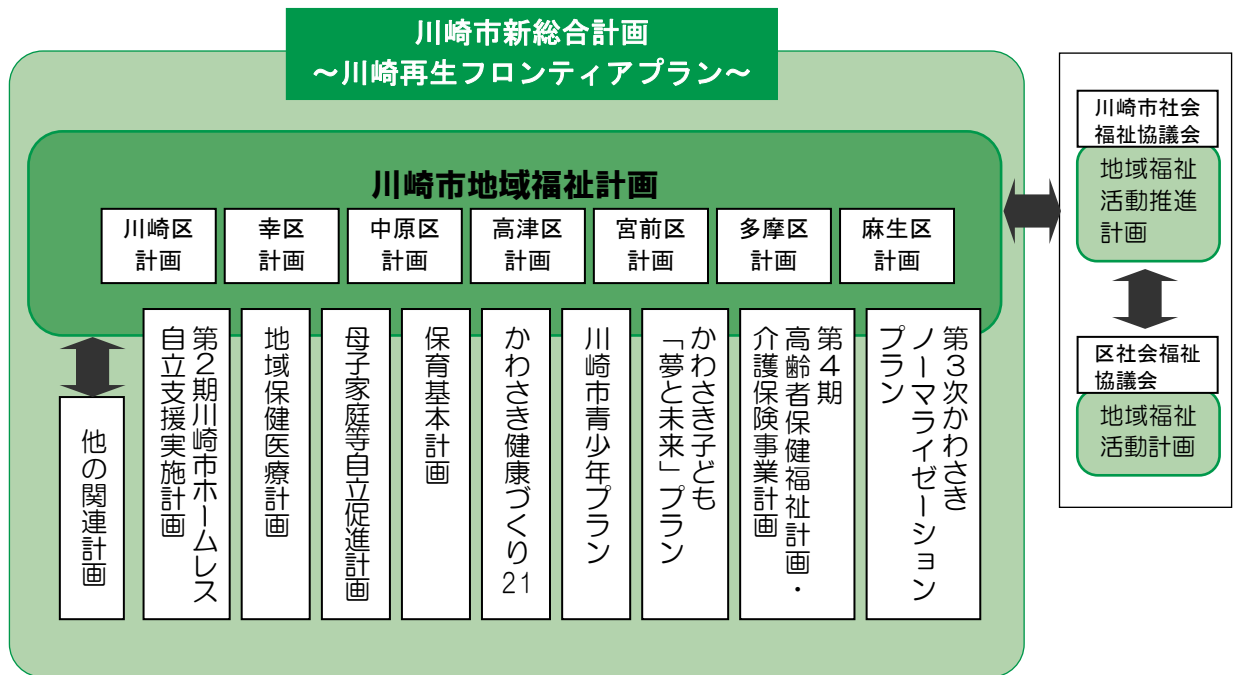 川崎市新総合計画
～川崎再生フロンティアプラン～
川崎市地域福祉計画
川崎区
計画
幸区
計画
中原区
計画
高津区
計画
宮前区
計画
多摩区
計画
麻生区
計画
第3次かわさき
ノーマライゼーション
プラン
第4期
高齢者保健福祉計画・
介護保険事業計画
かわさき子ども
「夢と未来」プラン
川崎市青少年プラン
かわさき健康づくり21
保育基本計画
母子家庭等自立促進計画
地域保健医療計画
第2期川崎市ホームレス
自立支援実施計画
他の関連計画
川崎市社会
福祉協議会
地域福祉
活動推進
計画
区社会福祉
協議会
地域福祉
活動計画